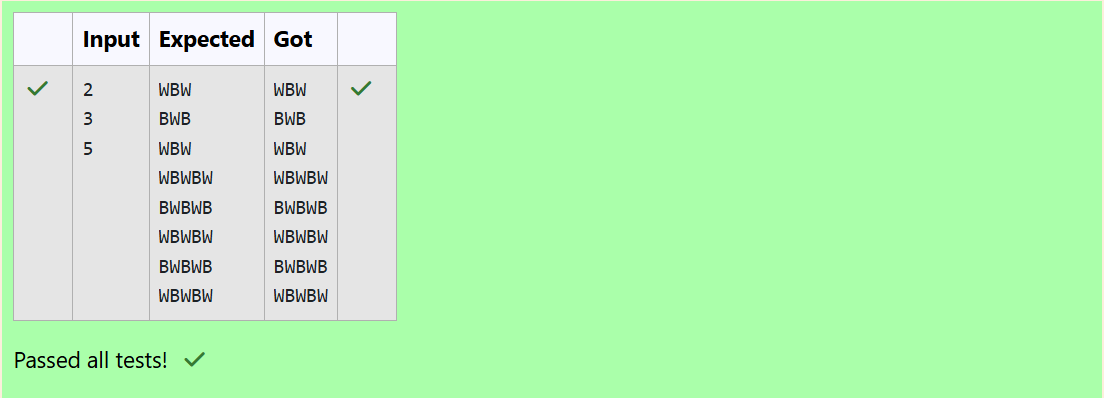 Input Expected Got
2 WBW WBW
3 BWB BWB
5 WBW WBW
WBWBW WBWBW
BWBWB BWBWB
WBWBW WBWBW
BWBWB BWBWB
WBWBW WBWBW
Passed all tests!